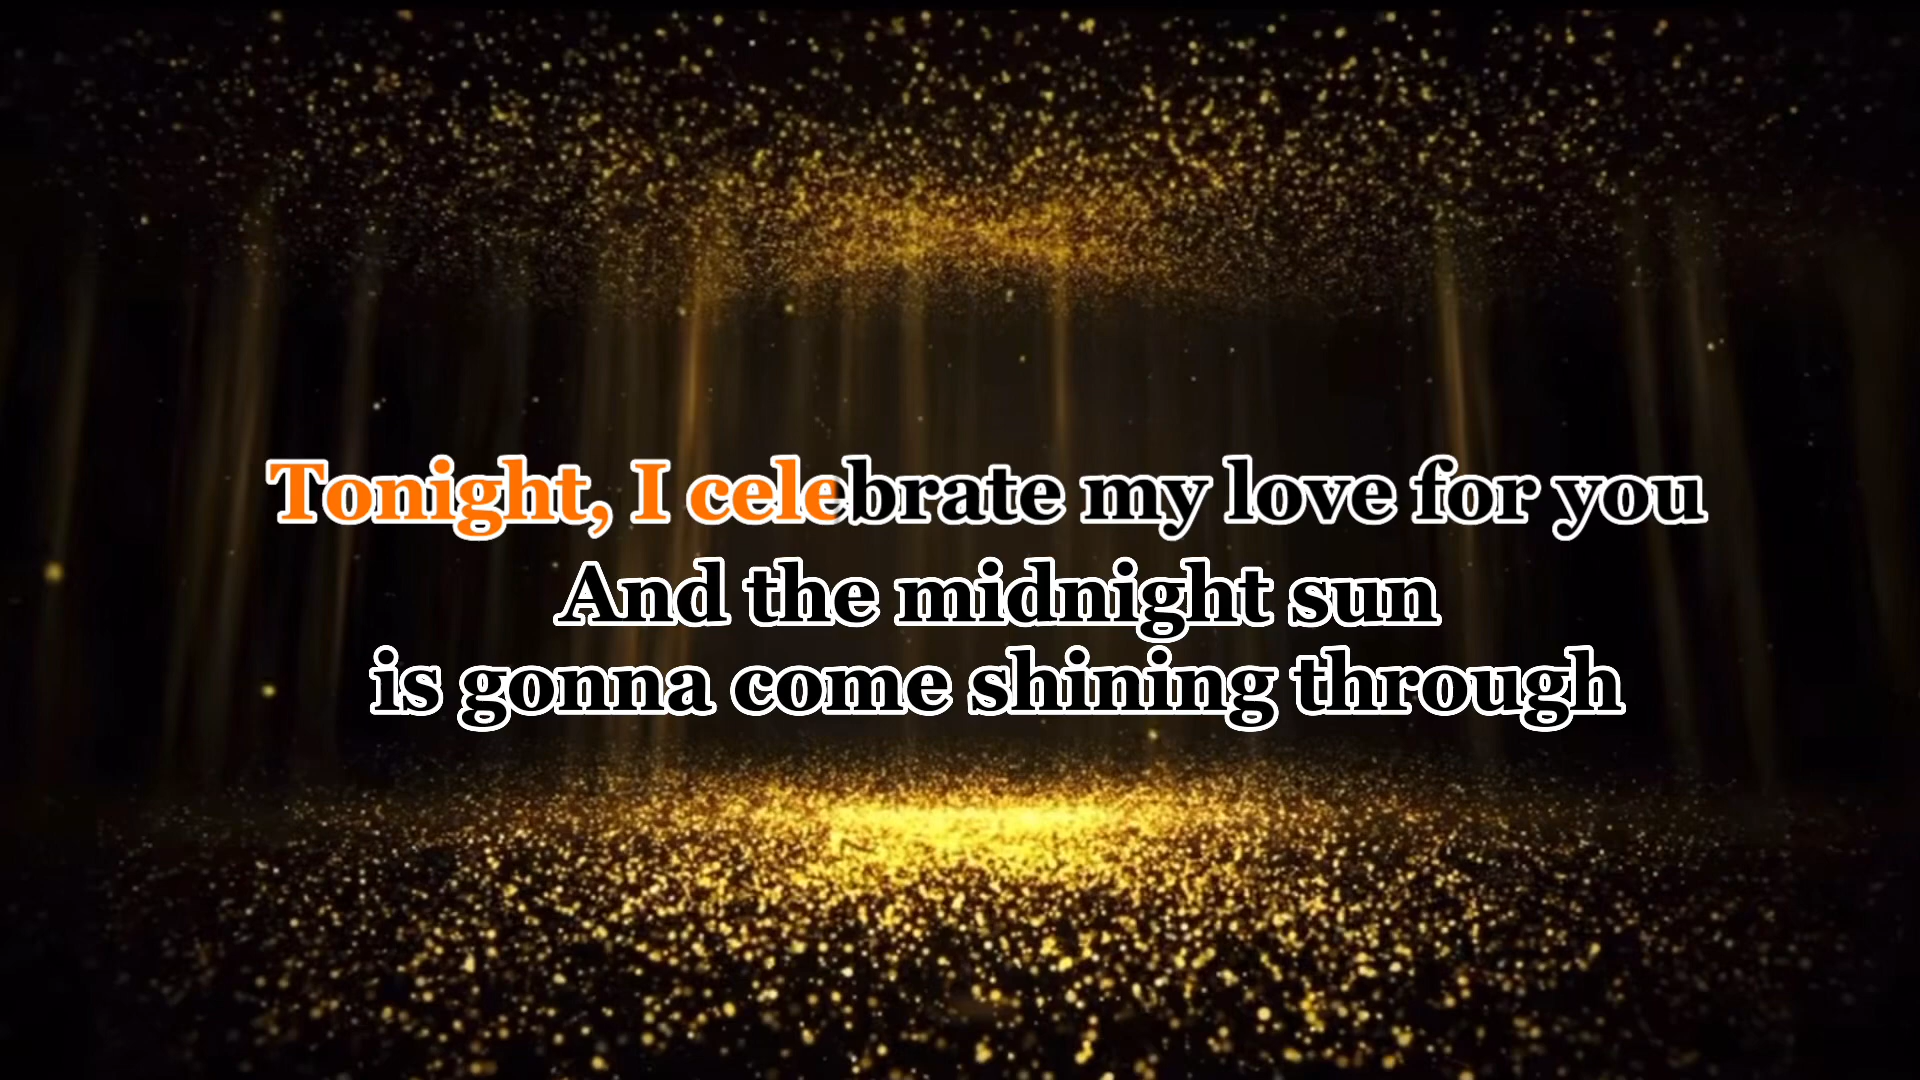 Tonight, I celebrate my love for you
And the midnight sun
is gonna come shining through